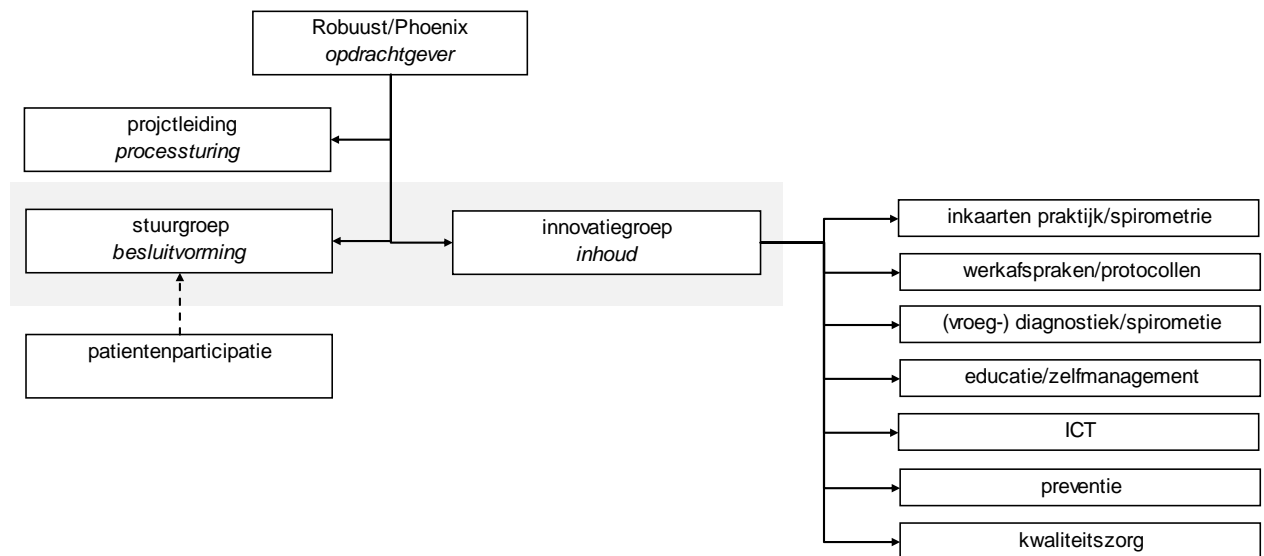 Robuust/Phoenix
opdrachtgever
projctleiding
processturing
stuurgroep
besluitvorming
innovatiegroep
inhoud
patientenparticipatie
inkaarten praktijk/spirometrie
werkafspraken/protocollen
(vroeg-) diagnostiek/spirometie
educatie/zelfmanagement
ICT
preventie
kwaliteitszorg